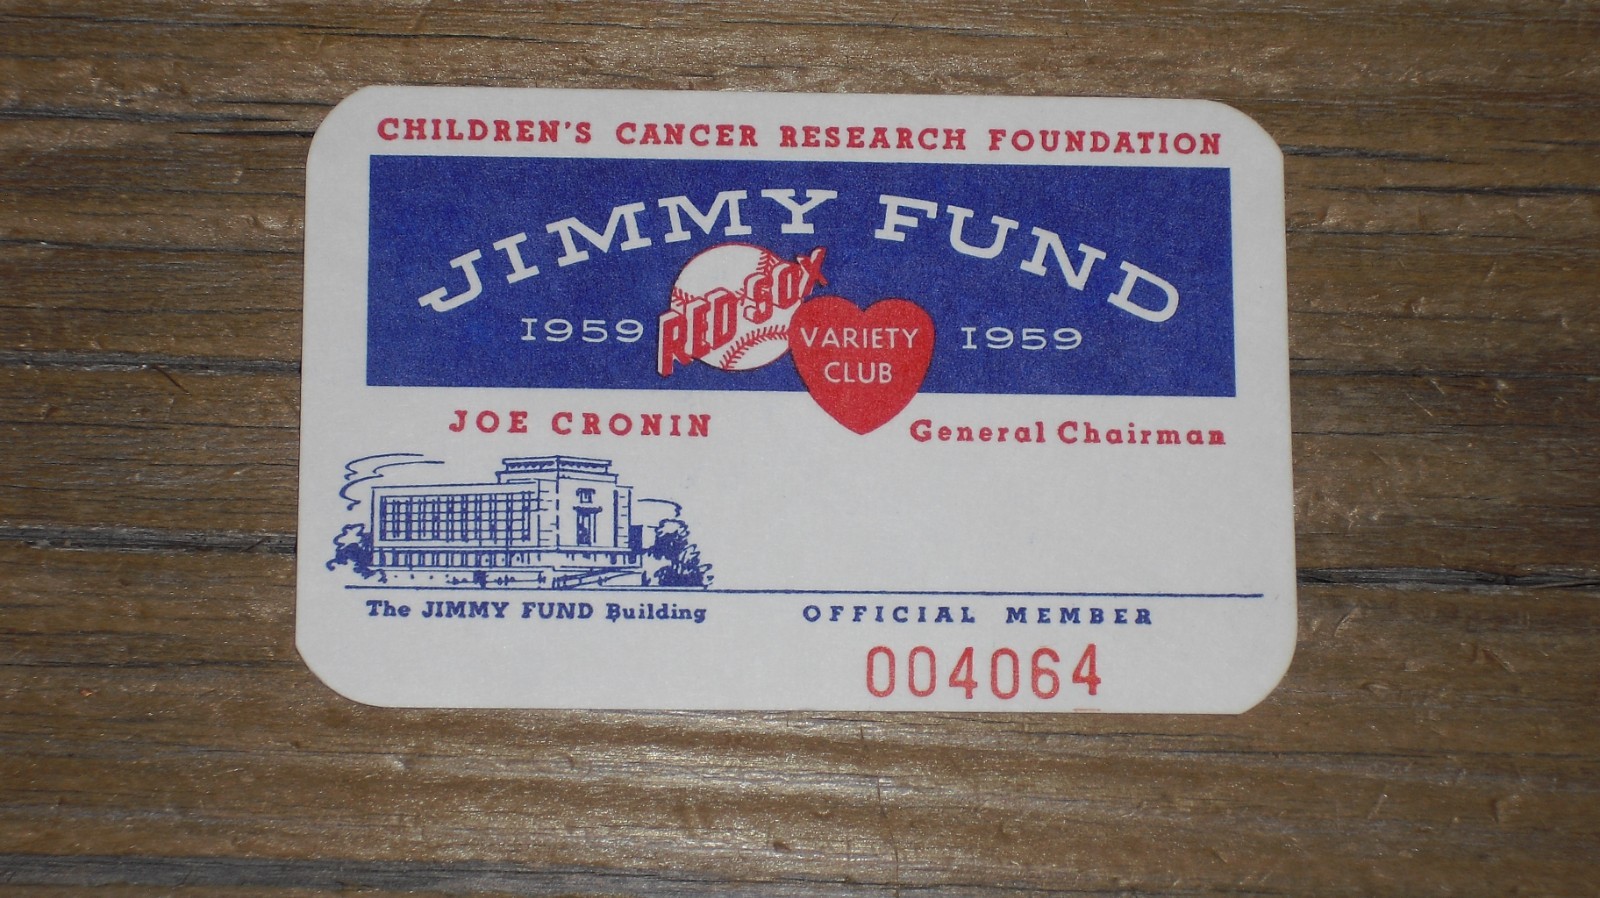 CHILDREN'S CANCER RESEARCH FOUNDATION
JIMMY FUND
1959 RED SOX VARIETY CLUB 1959
JOE CRONIN General Chairman
The JIMMY FUND Building OFFICIAL MEMBER
004064